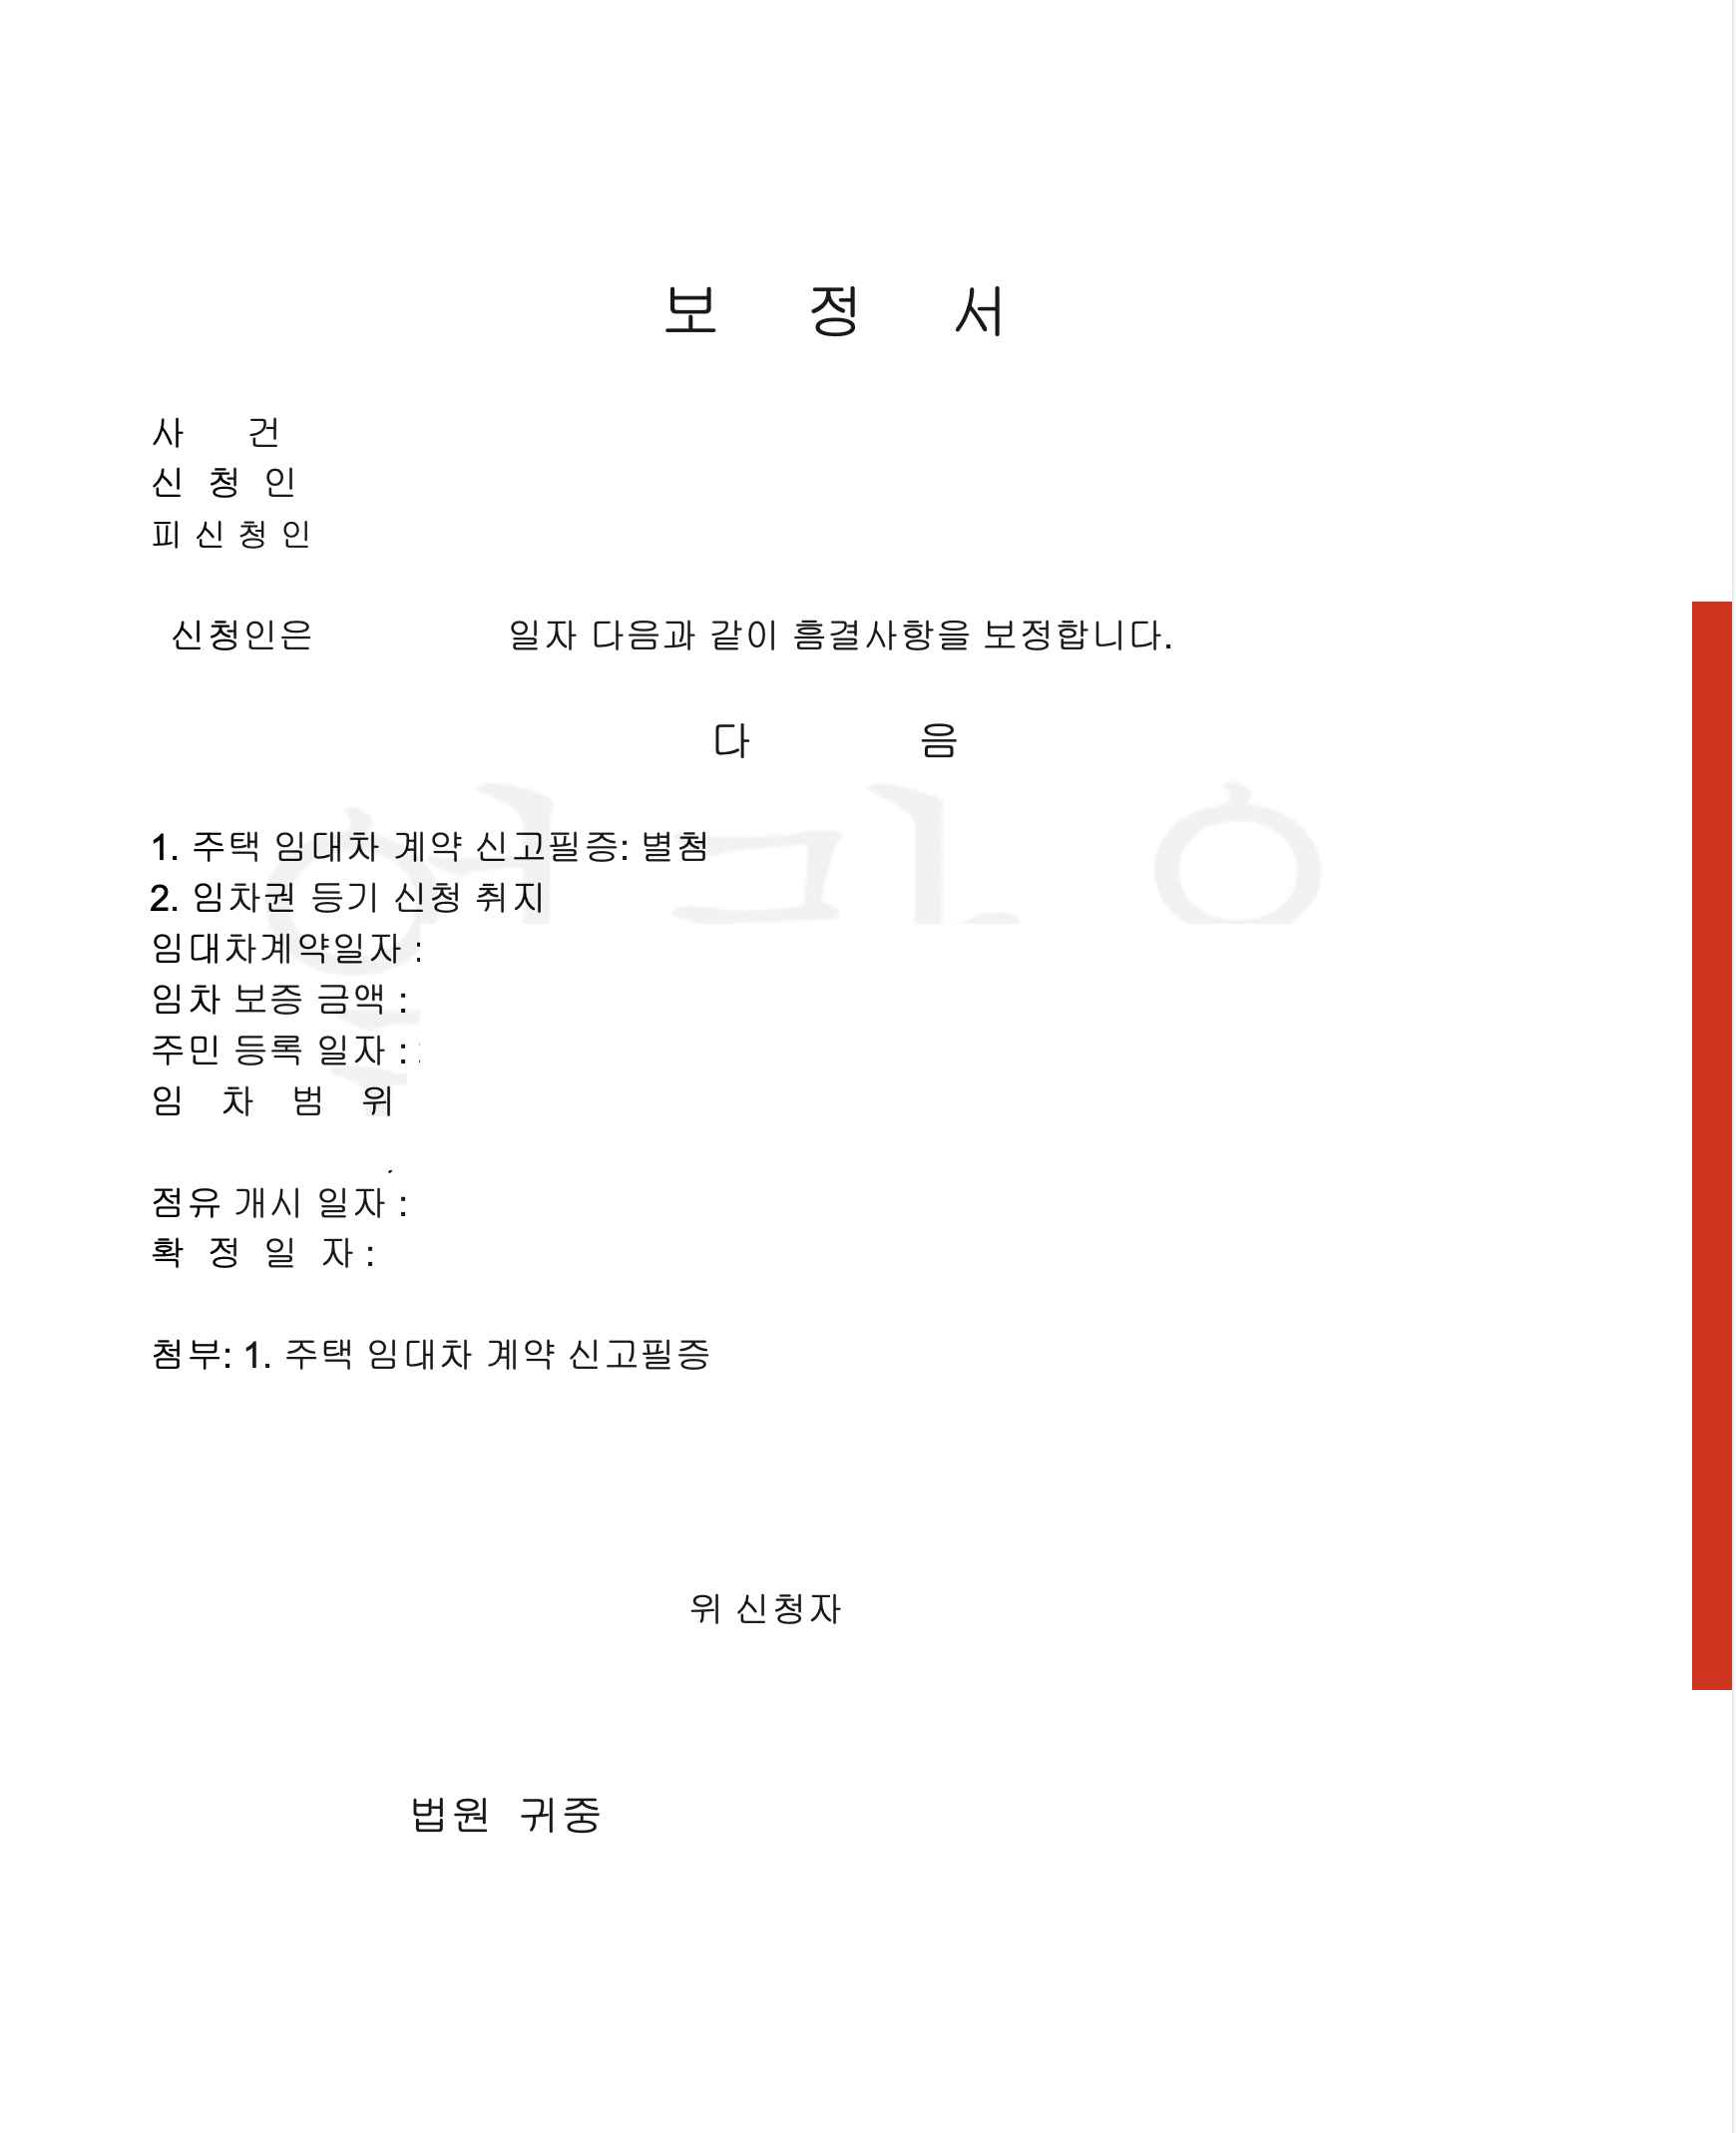 보 정 서
사 건
신 청 인
피 신 청 인
신청인은 일자 다음과 같이 흠결사항을 보정합니다.
다 음
1. 주택 임대차 계약 신고필증: 별첨
2. 임차권 등기 신청 취지
임대차계약일자 :
임차 보증 금액 :
주민 등록 일자 :
임 차 범 위
점유 개시 일자 :
확 정 일 자 :
첨부: 1. 주택 임대차 계약 신고필증
위 신청자
법원 귀중